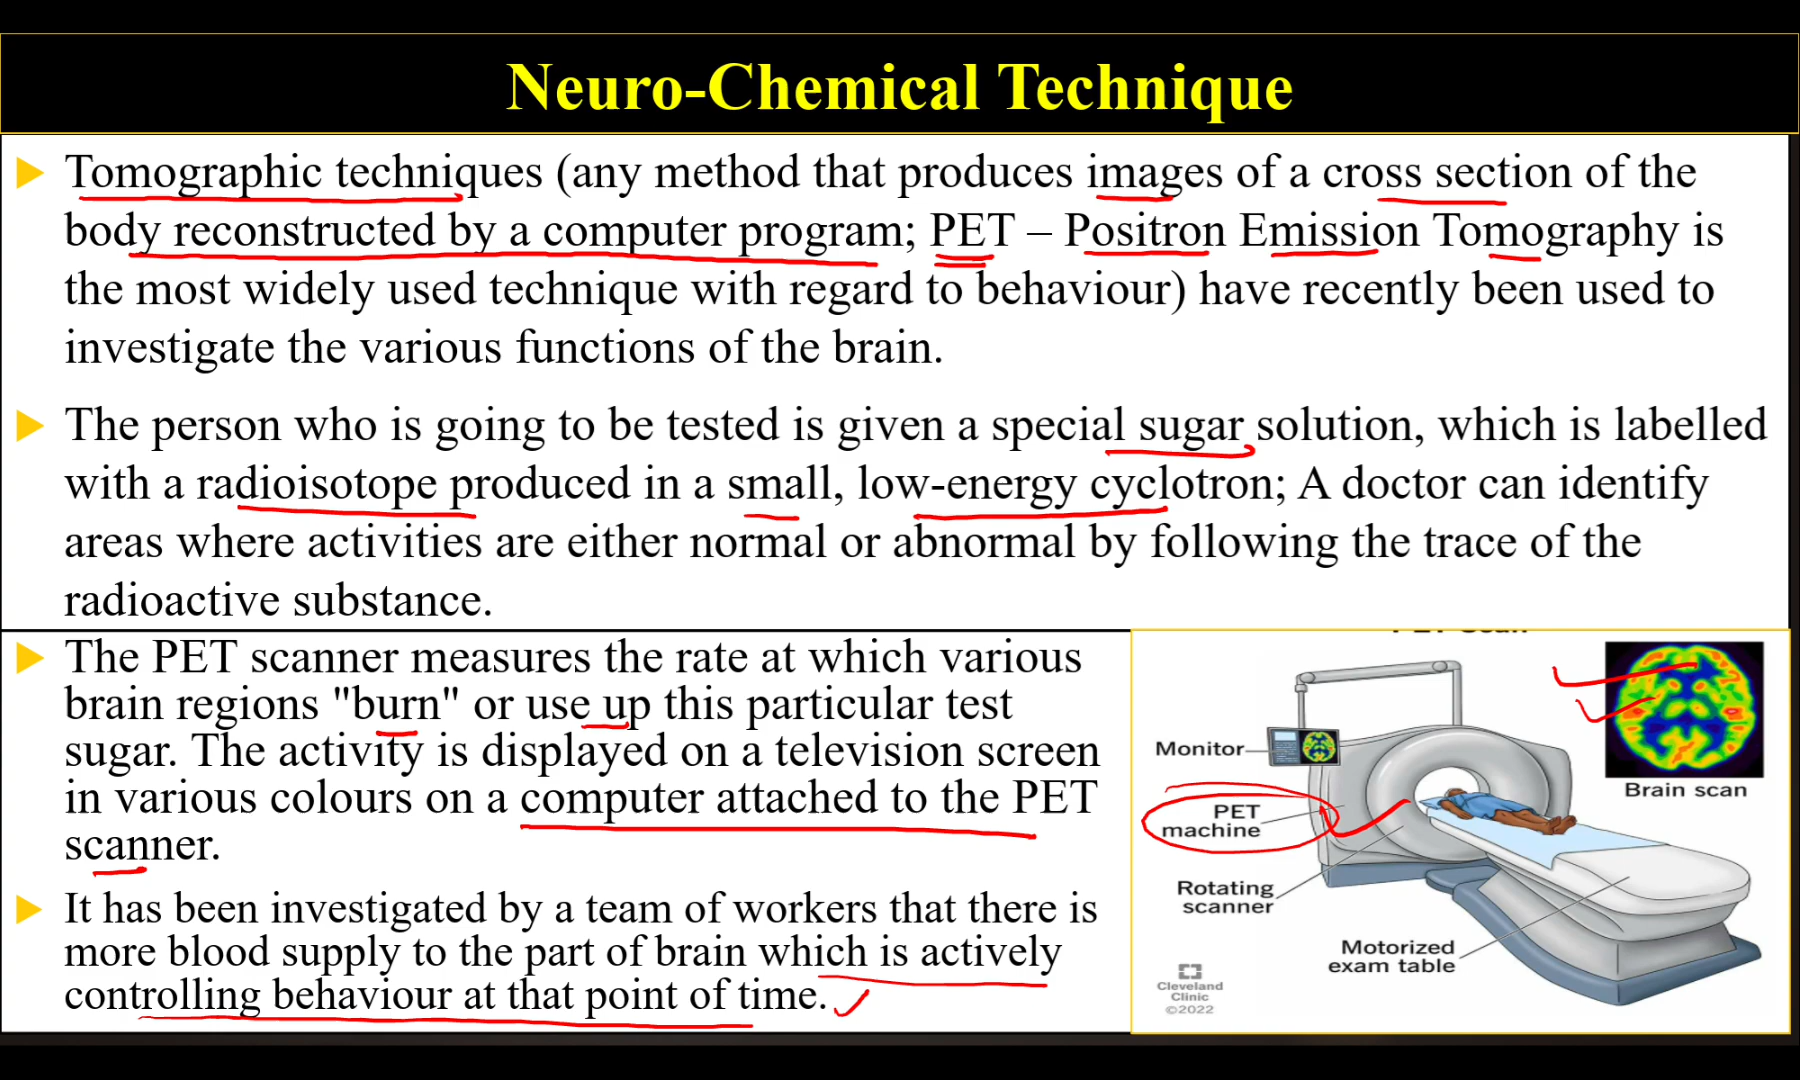 Neuro-Chemical Technique
Tomographic techniques (any method that produces images of a cross section of the
body reconstructed by a computer program; PET – Positron Emission Tomography is
the most widely used technique with regard to behaviour) have recently been used to
investigate the various functions of the brain.
The person who is going to be tested is given a special sugar solution, which is labelled
with a radioisotope produced in a small, low-energy cyclotron; A doctor can identify
areas where activities are either normal or abnormal by following the trace of the
radioactive substance.
The PET scanner measures the rate at which various
brain regions "burn" or use up this particular test
sugar. The activity is displayed on a television screen
in various colours on a computer attached to the PET
scanner.
It has been investigated by a team of workers that there is
more blood supply to the part of brain which is actively
controlling behaviour at that point of time.
Monitor
PET
machine
Rotating
scanner
Motorized
exam table
Brain scan
Cleveland
Clinic
©2022